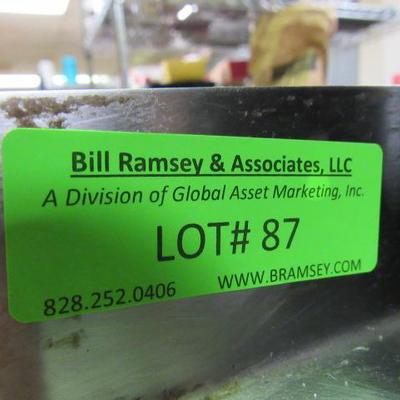 Bill Ramsey & Associates, LLC
A Division of Global Asset Marketing, Inc.
LOT# 87
828.252.0406 WWW.BRAMSEY.COM